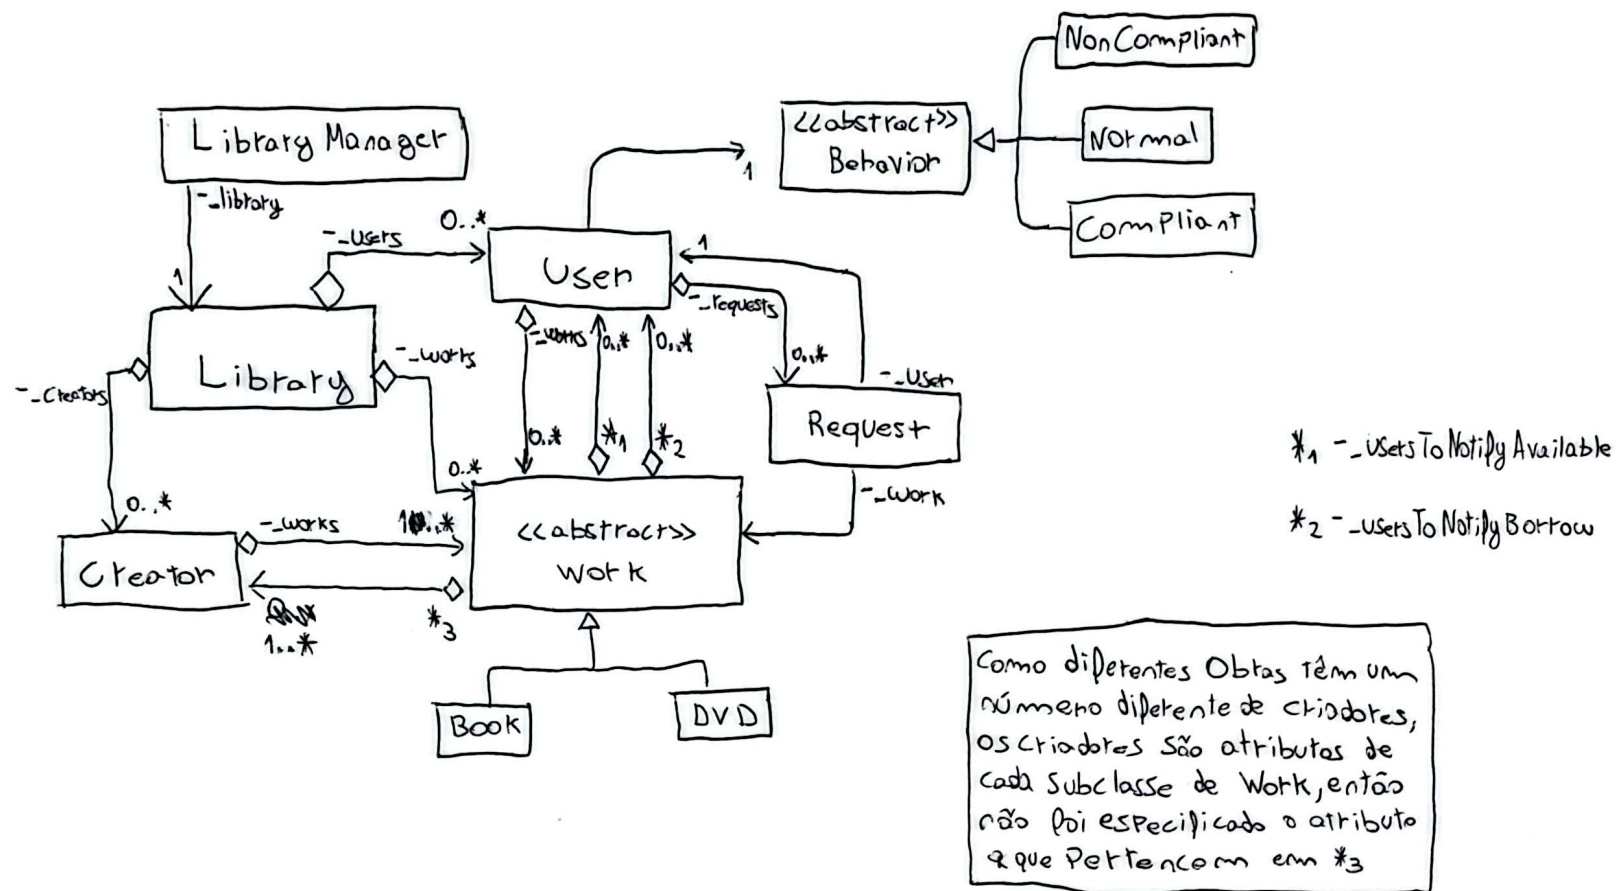 NonCompliant
<<abstract>>
Behavior
Normal
Compliant
Library Manager
-_library
1
-_users
0..*
1
User
1
-_requests
0..*
-_User
Request
-_work
Library
-_works
0..*
-_Creators
0..*
-_works
0..*
0..*
*1
0..*
*2
Creator
-_works
1..*
1..*
*3
<<abstract>>
Work
Book
DVD
*1 -_usersToNotifyAvailable
*2 -_usersToNotifyBorrow
Como diferentes Obras têm um
número diferente de criadores,
os criadores são atributos de
cada subclasse de Work, então
não foi especificado o atributo
a que Pertencem em *3